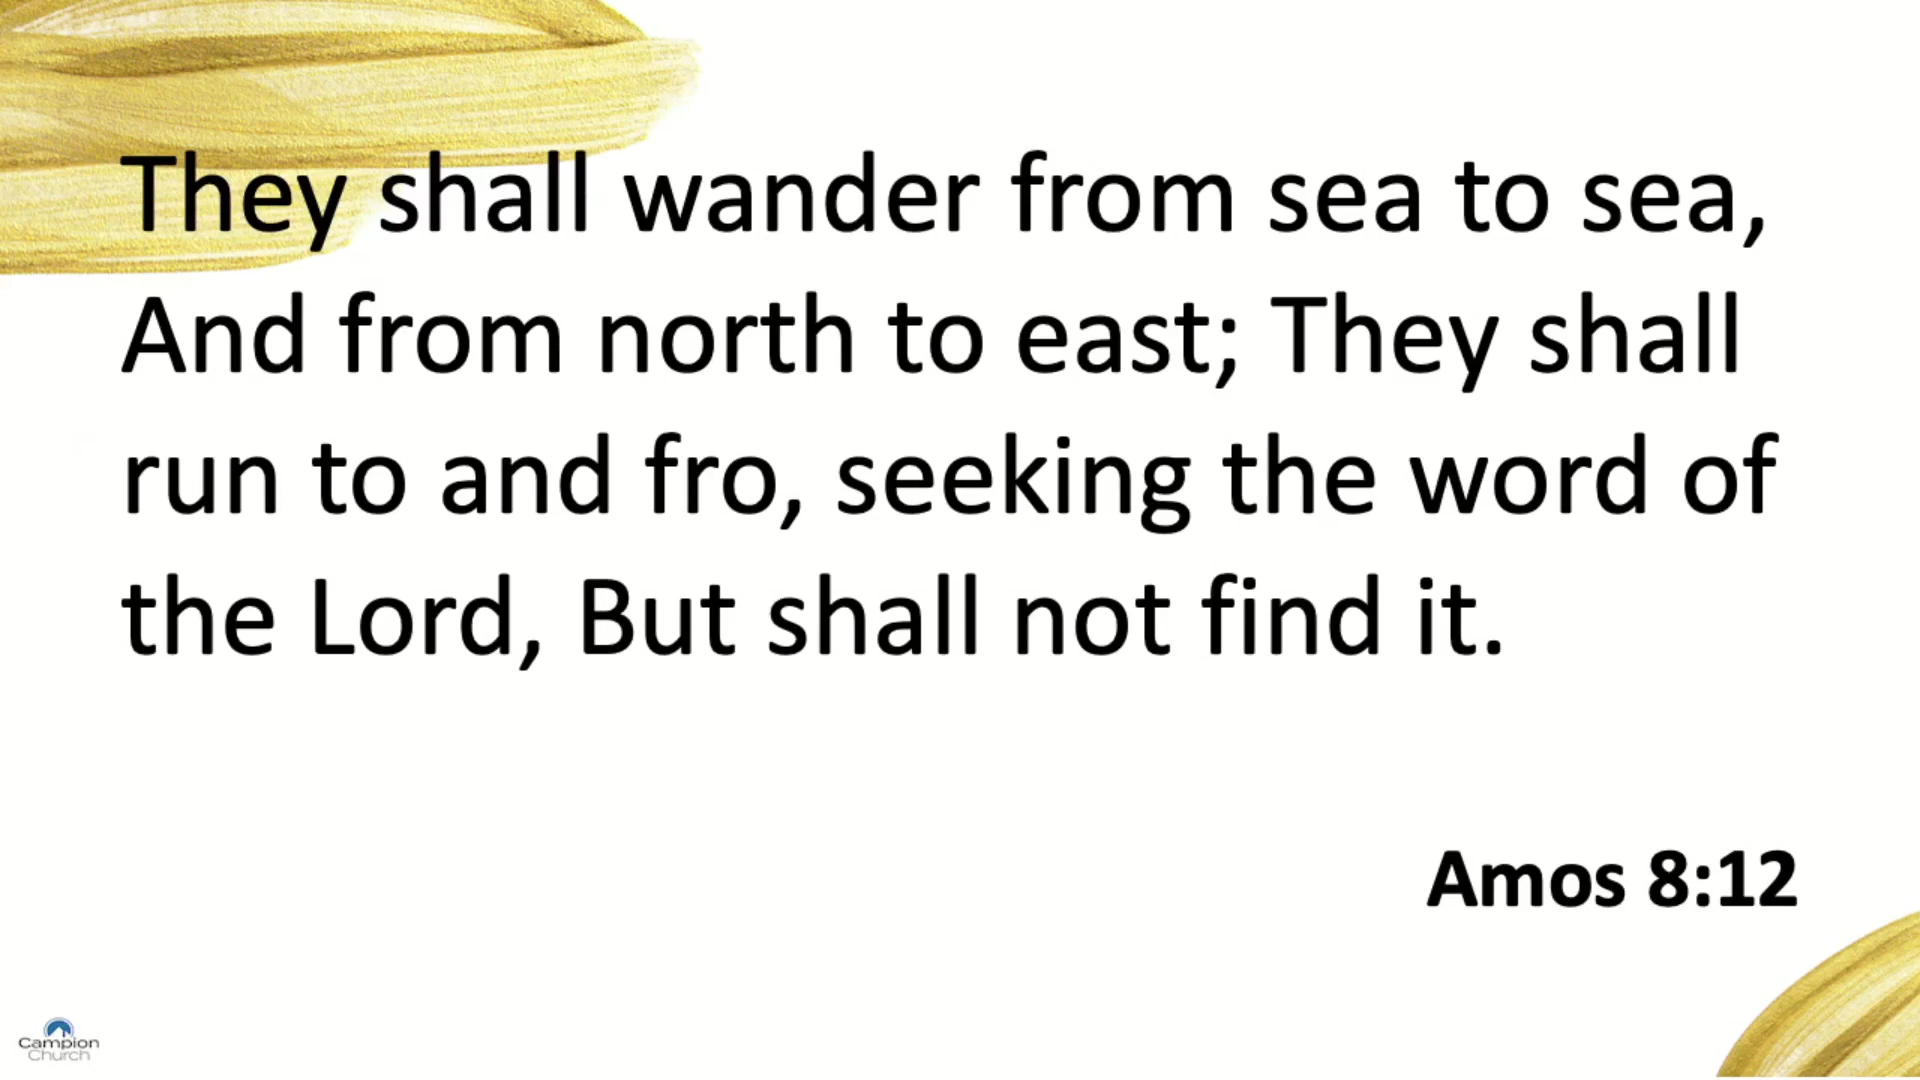 They shall wander from sea to sea,
And from north to east; They shall
run to and fro, seeking the word of
the Lord, But shall not find it.
Amos 8:12
Campion
Church